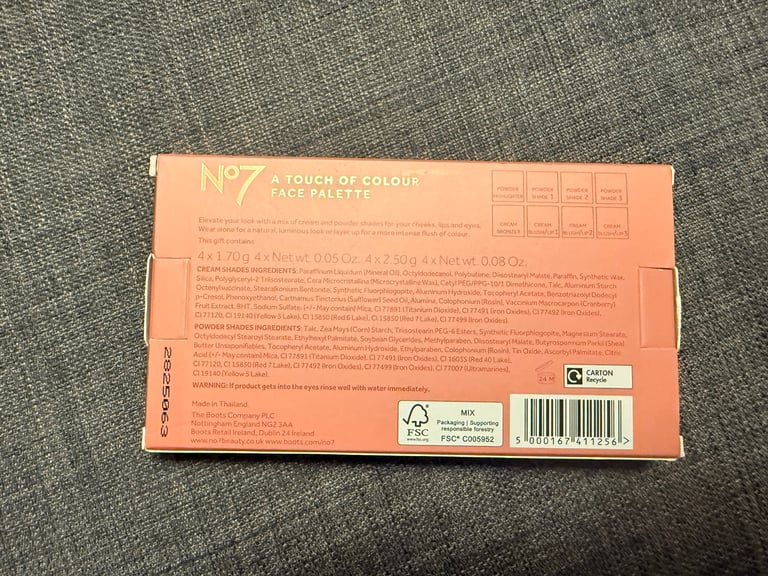 No7 A TOUCH OF COLOUR
FACE PALETTE
POWDER HIGHLIGHTER
POWDER SHADE 1
POWDER SHADE 2
POWDER SHADE 3
CREAM BRONZER
CREAM BLUSH/LIP 1
CREAM BLUSH/LIP 2
CREAM BLUSH/LIP 3
Elevate your look with a mix of cream and powder shades for your cheeks, lips and eyes.
Wear alone for a natural, luminous look or layer up for a more intense flush of colour.
This gift contains:
4 x 1.70 g 4 x Net wt. 0.05 Oz. 4 x 2.50 g 4 x Net wt. 0.08 Oz.
CREAM SHADES INGREDIENTS: Paraffinum Liquidum (Mineral Oil), Octyldodecanol, Polybutene, Diisostearyl Malate, Paraffin, Synthetic Wax,
Silica, Polyglyceryl-2 Triisostearate, Cera Microcristallina (Microcrystalline Wax), Cetyl PEG/PPG-10/1 Dimethicone, Talc, Aluminum Starch
Octenylsuccinate, Stearalkonium Bentonite, Synthetic Fluorphlogopite, Aluminum Hydroxide, Tocopheryl Acetate, Benzotriazolyl Dodecyl
p-Cresol, Phenoxyethanol, Carthamus Tinctorius (Safflower) Seed Oil, Alumina, Colophonium (Rosin), Vaccinium Macrocarpon (Cranberry)
Fruit Extract, BHT, Sodium Sulfate, (+/- May contain) Mica, CI 77891 (Titanium Dioxide), CI 77491 (Iron Oxides), CI 77492 (Iron Oxides),
CI 77120, CI 19140 (Yellow 5 Lake), CI 15850 (Red 6 Lake), CI 15850 (Red 7 Lake), CI 77499 (Iron Oxides).
POWDER SHADES INGREDIENTS: Talc, Zea Mays (Corn) Starch, Triisostearin PEG-6 Esters, Synthetic Fluorphlogopite, Magnesium Stearate,
Octyldodecyl Stearoyl Stearate, Ethylhexyl Palmitate, Soybean Glycerides, Methylparaben, Diisostearyl Malate, Butyrospermum Parkii (Shea)
Butter Unsaponifiables, Tocopheryl Acetate, Aluminum Hydroxide, Ethylparaben, Colophonium (Rosin), Tin Oxide, Ascorbyl Palmitate, Citric
Acid (+/- May contain) Mica, CI 77891 (Titanium Dioxide), CI 77491 (Iron Oxides), CI 16035 (Red 40 Lake),
CI 77120, CI 15850 (Red 7 Lake), CI 77492 (Iron Oxides), CI 77499 (Iron Oxides), CI 77007 (Ultramarines),
CI 19140 (Yellow 5 Lake).
WARNING: If product gets into the eyes rinse well with water immediately.
24 M
CARTON
Recycle
Made in Thailand.
The Boots Company PLC
Nottingham England NG2 3AA
Boots Retail Ireland, Dublin 24 Ireland
www.no7beauty.co.uk www.boots.com/no7
FSC
www.fsc.org
MIX
Packaging | Supporting
responsible forestry
FSC® C005952
5 000167 411256 >
2825063